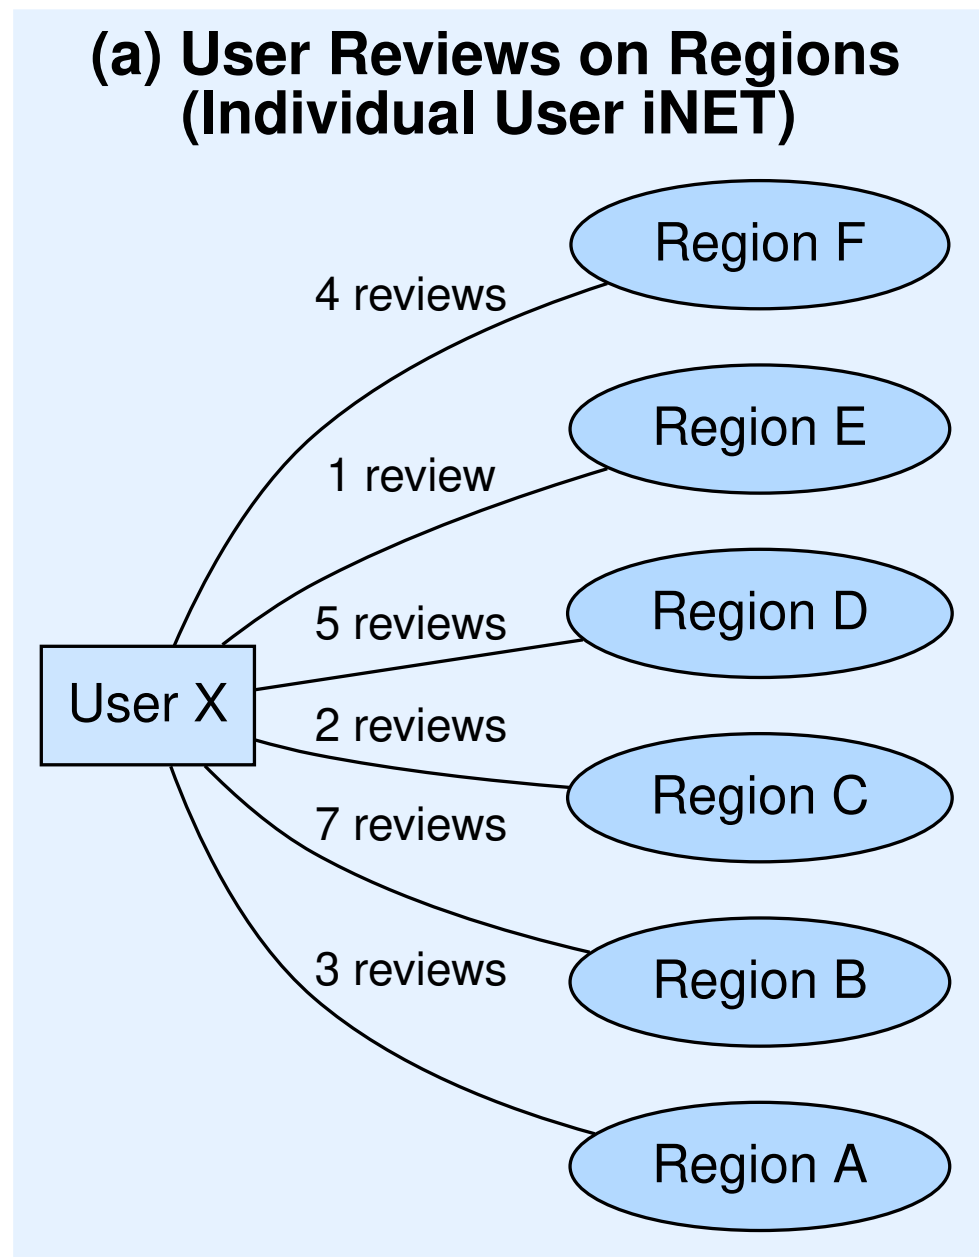 (a) User Reviews on Regions
(Individual User iNET)
Region F
4 reviews
Region E
1 review
Region D
5 reviews
User X
2 reviews
Region C
7 reviews
Region B
3 reviews
Region A